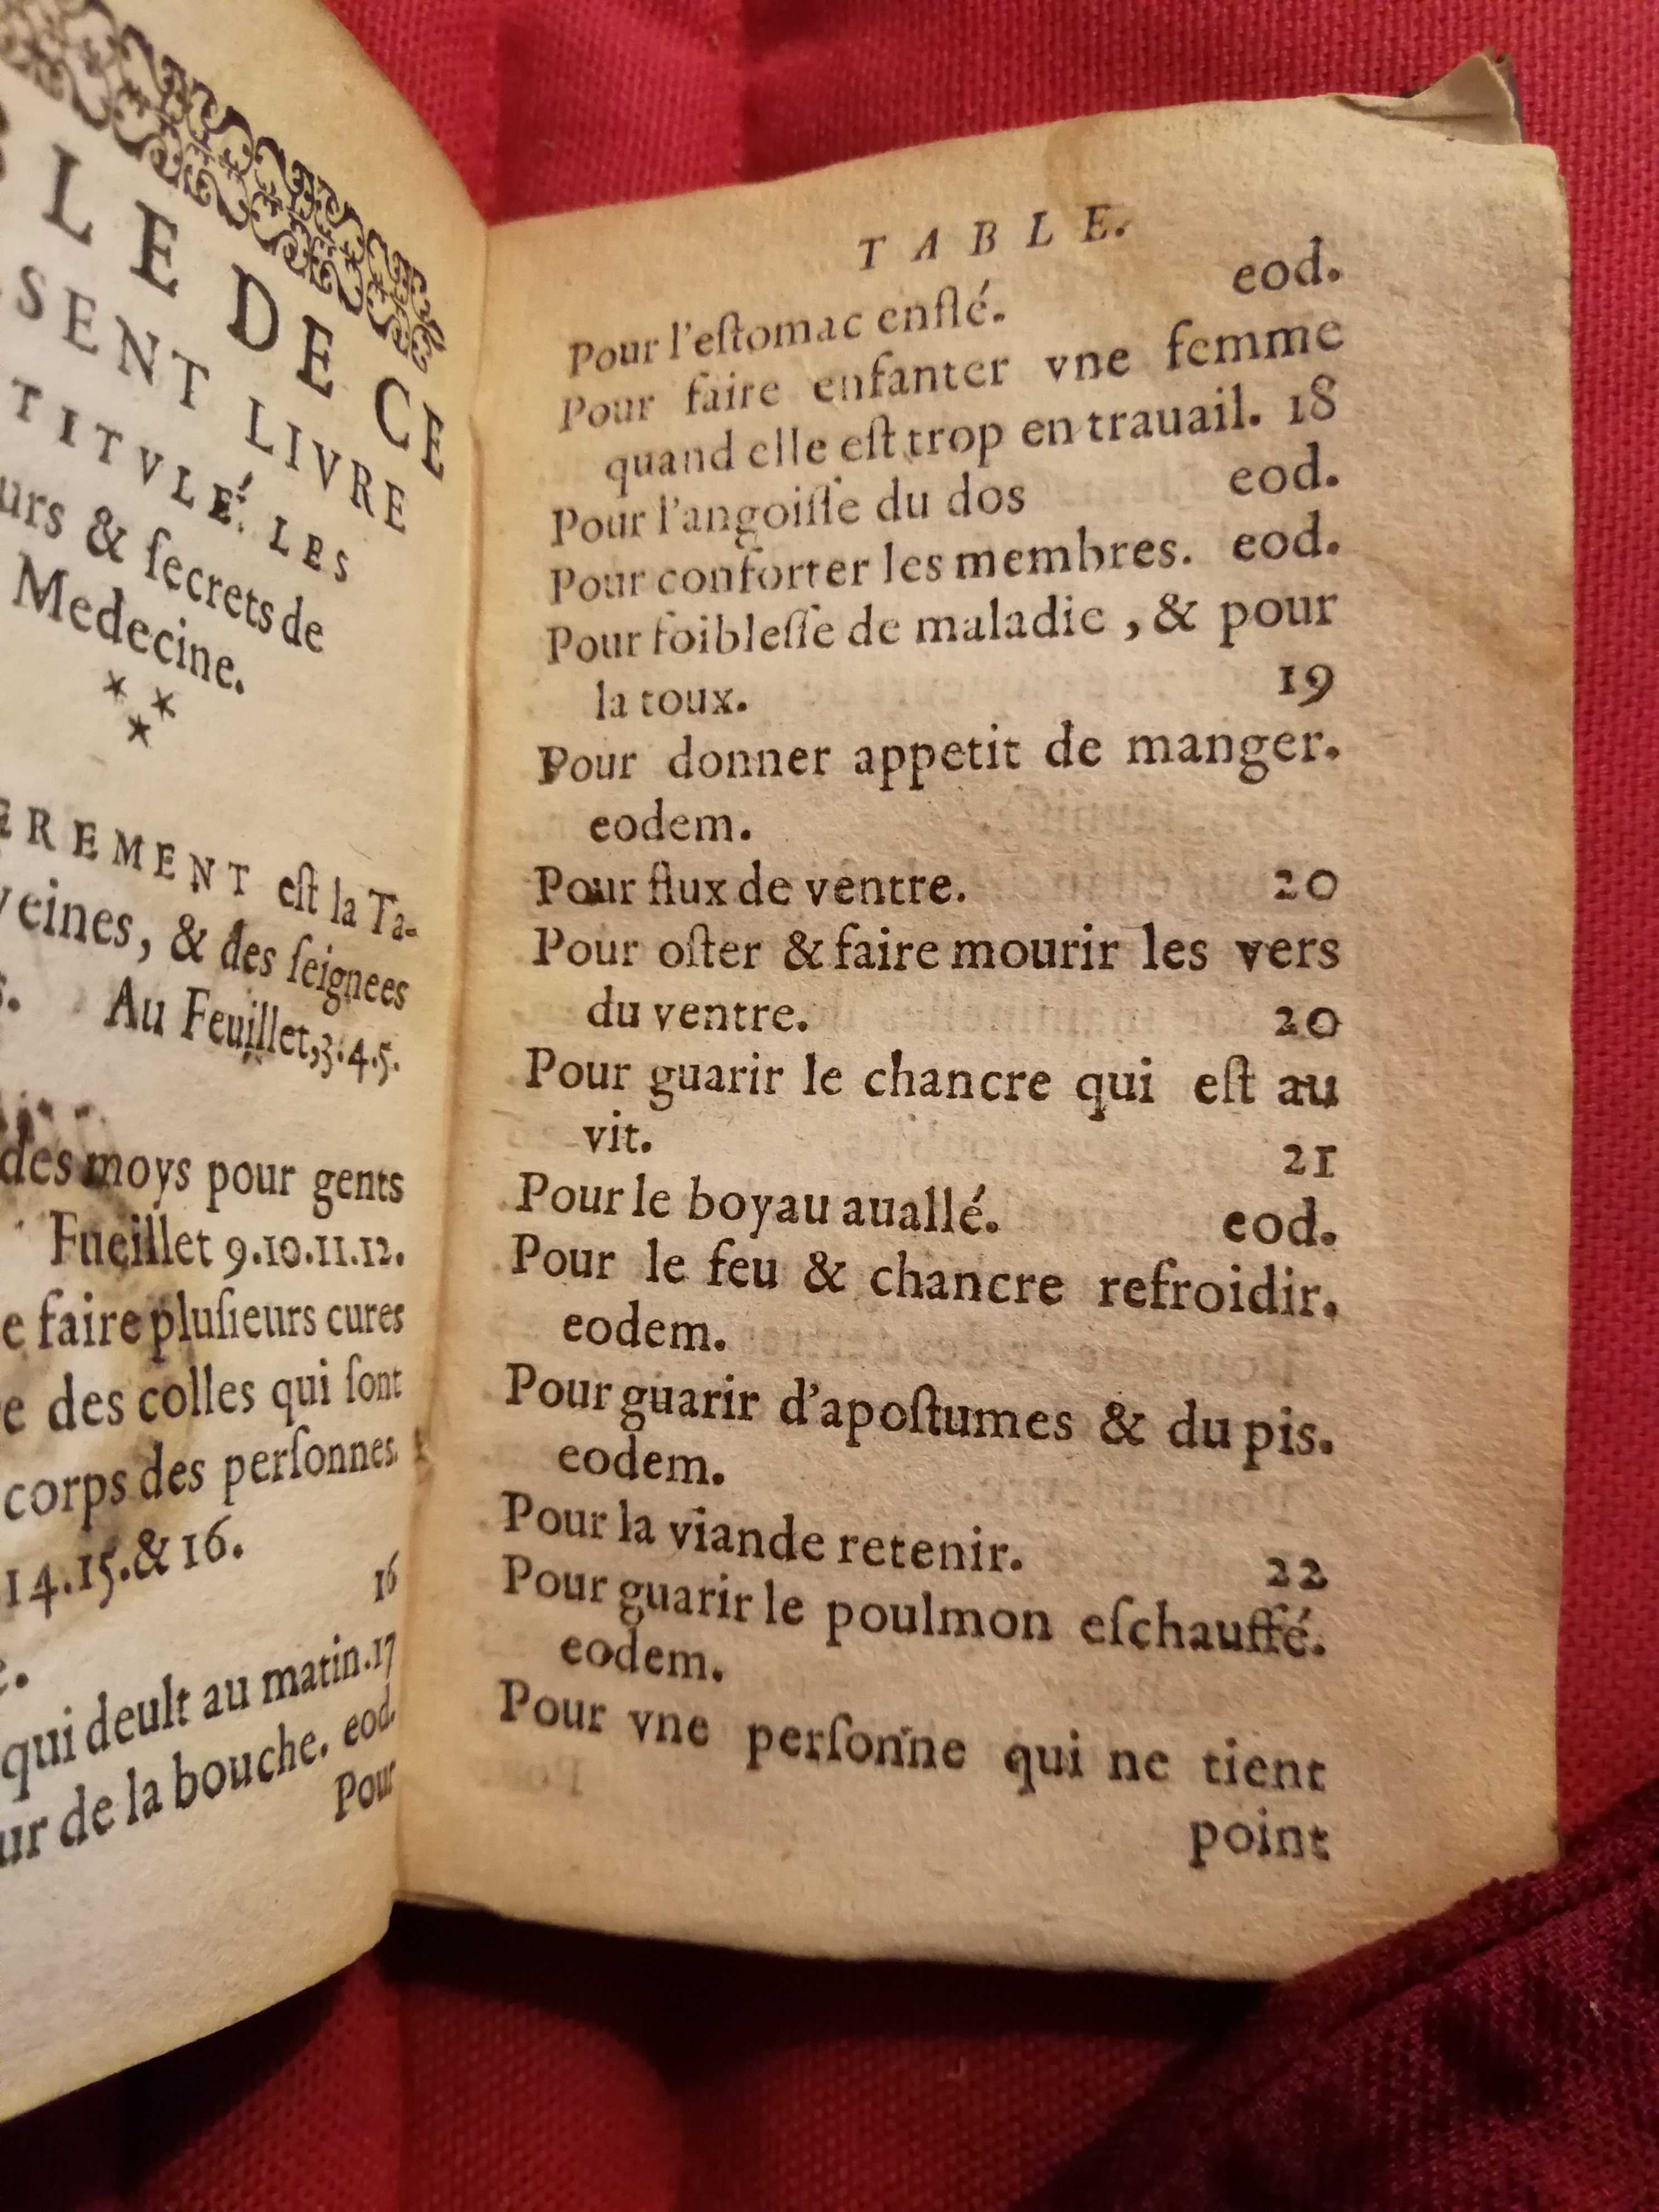 LE DE CE
SENT LIVRE
TITVLÉ: LES
& ſecrets de
Medecine.
EREMENT eſt la Ta-
veines, & des ſeignees
Au Feuillet,3.4.5.
des moys pour gents
Fueillet 9.10.11.12.
e faire pluſieurs cures
e des colles qui ſont
corps des perſonnes.
14.15.& 16.
16
qui deult au matin.17
ur de la bouche. eod.
Pour
TABLE.
Pour l'eſtomac enflé. eod.
Pour faire enfanter vne femme
quand elle eſt trop en trauail. 18
Pour l'angoiſſe du dos eod.
Pour conforter les membres. eod.
Pour foibleſſe de maladie , & pour
la toux. 19
Pour donner appetit de manger.
eodem.
Pour flux de ventre. 20
Pour oſter & faire mourir les vers
du ventre. 20
Pour guarir le chancre qui eſt au
vit. 21
Pour le boyau auallé. eod.
Pour le feu & chancre refroidir.
eodem.
Pour guarir d'apoſtumes & du pis.
eodem.
Pour la viande retenir. 22
Pour guarir le poulmon eſchauffé.
eodem.
Pour vne perſonne qui ne tient
point